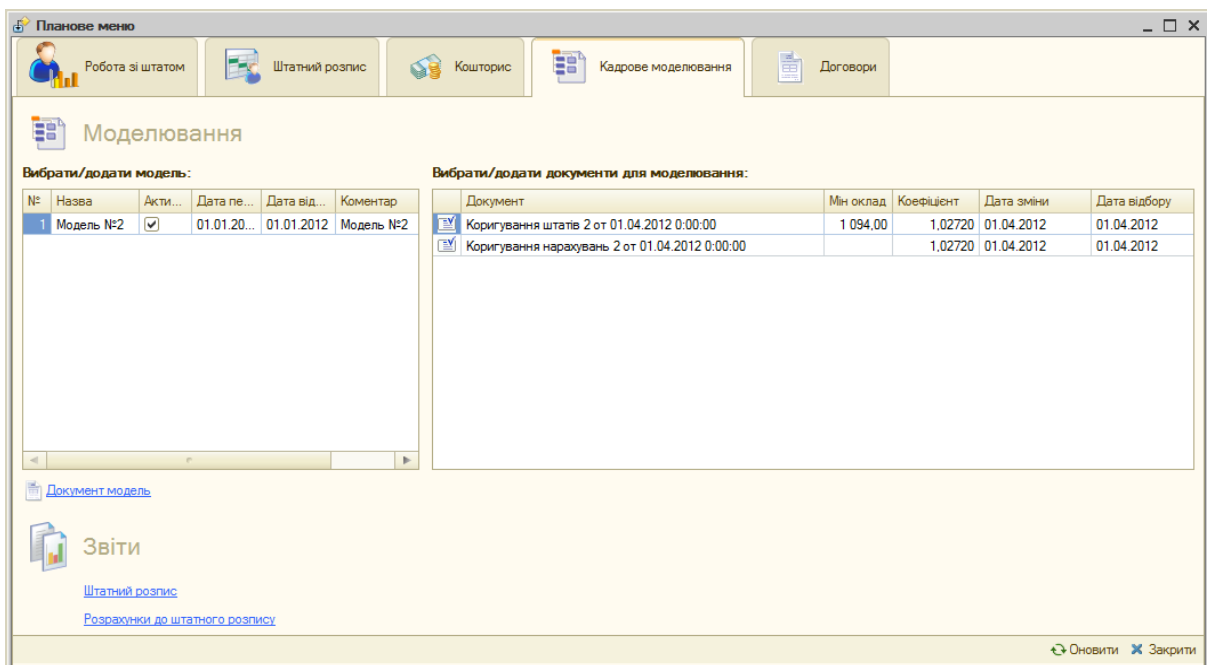 Планове меню
Робота зі штатом Штатний розпис Кошторис Кадрове моделювання Договори
Моделювання
Вибрати/додати модель: Вибрати/додати документи для моделювання:
№ Назва Акти... Дата пе... Дата від... Коментар Документ Мін оклад Коефіцієнт Дата зміни Дата відбору
1 Модель №2 01.01.20... 01.01.2012 Модель №2 Коригування штатів 2 от 01.04.2012 0:00:00 1 094,00 1,02720 01.04.2012 01.04.2012
Коригування нарахувань 2 от 01.04.2012 0:00:00 1,02720 01.04.2012 01.04.2012
Документ модель
Звіти
Штатний розпис
Розрахунки до штатного розпису
Оновити Закрити